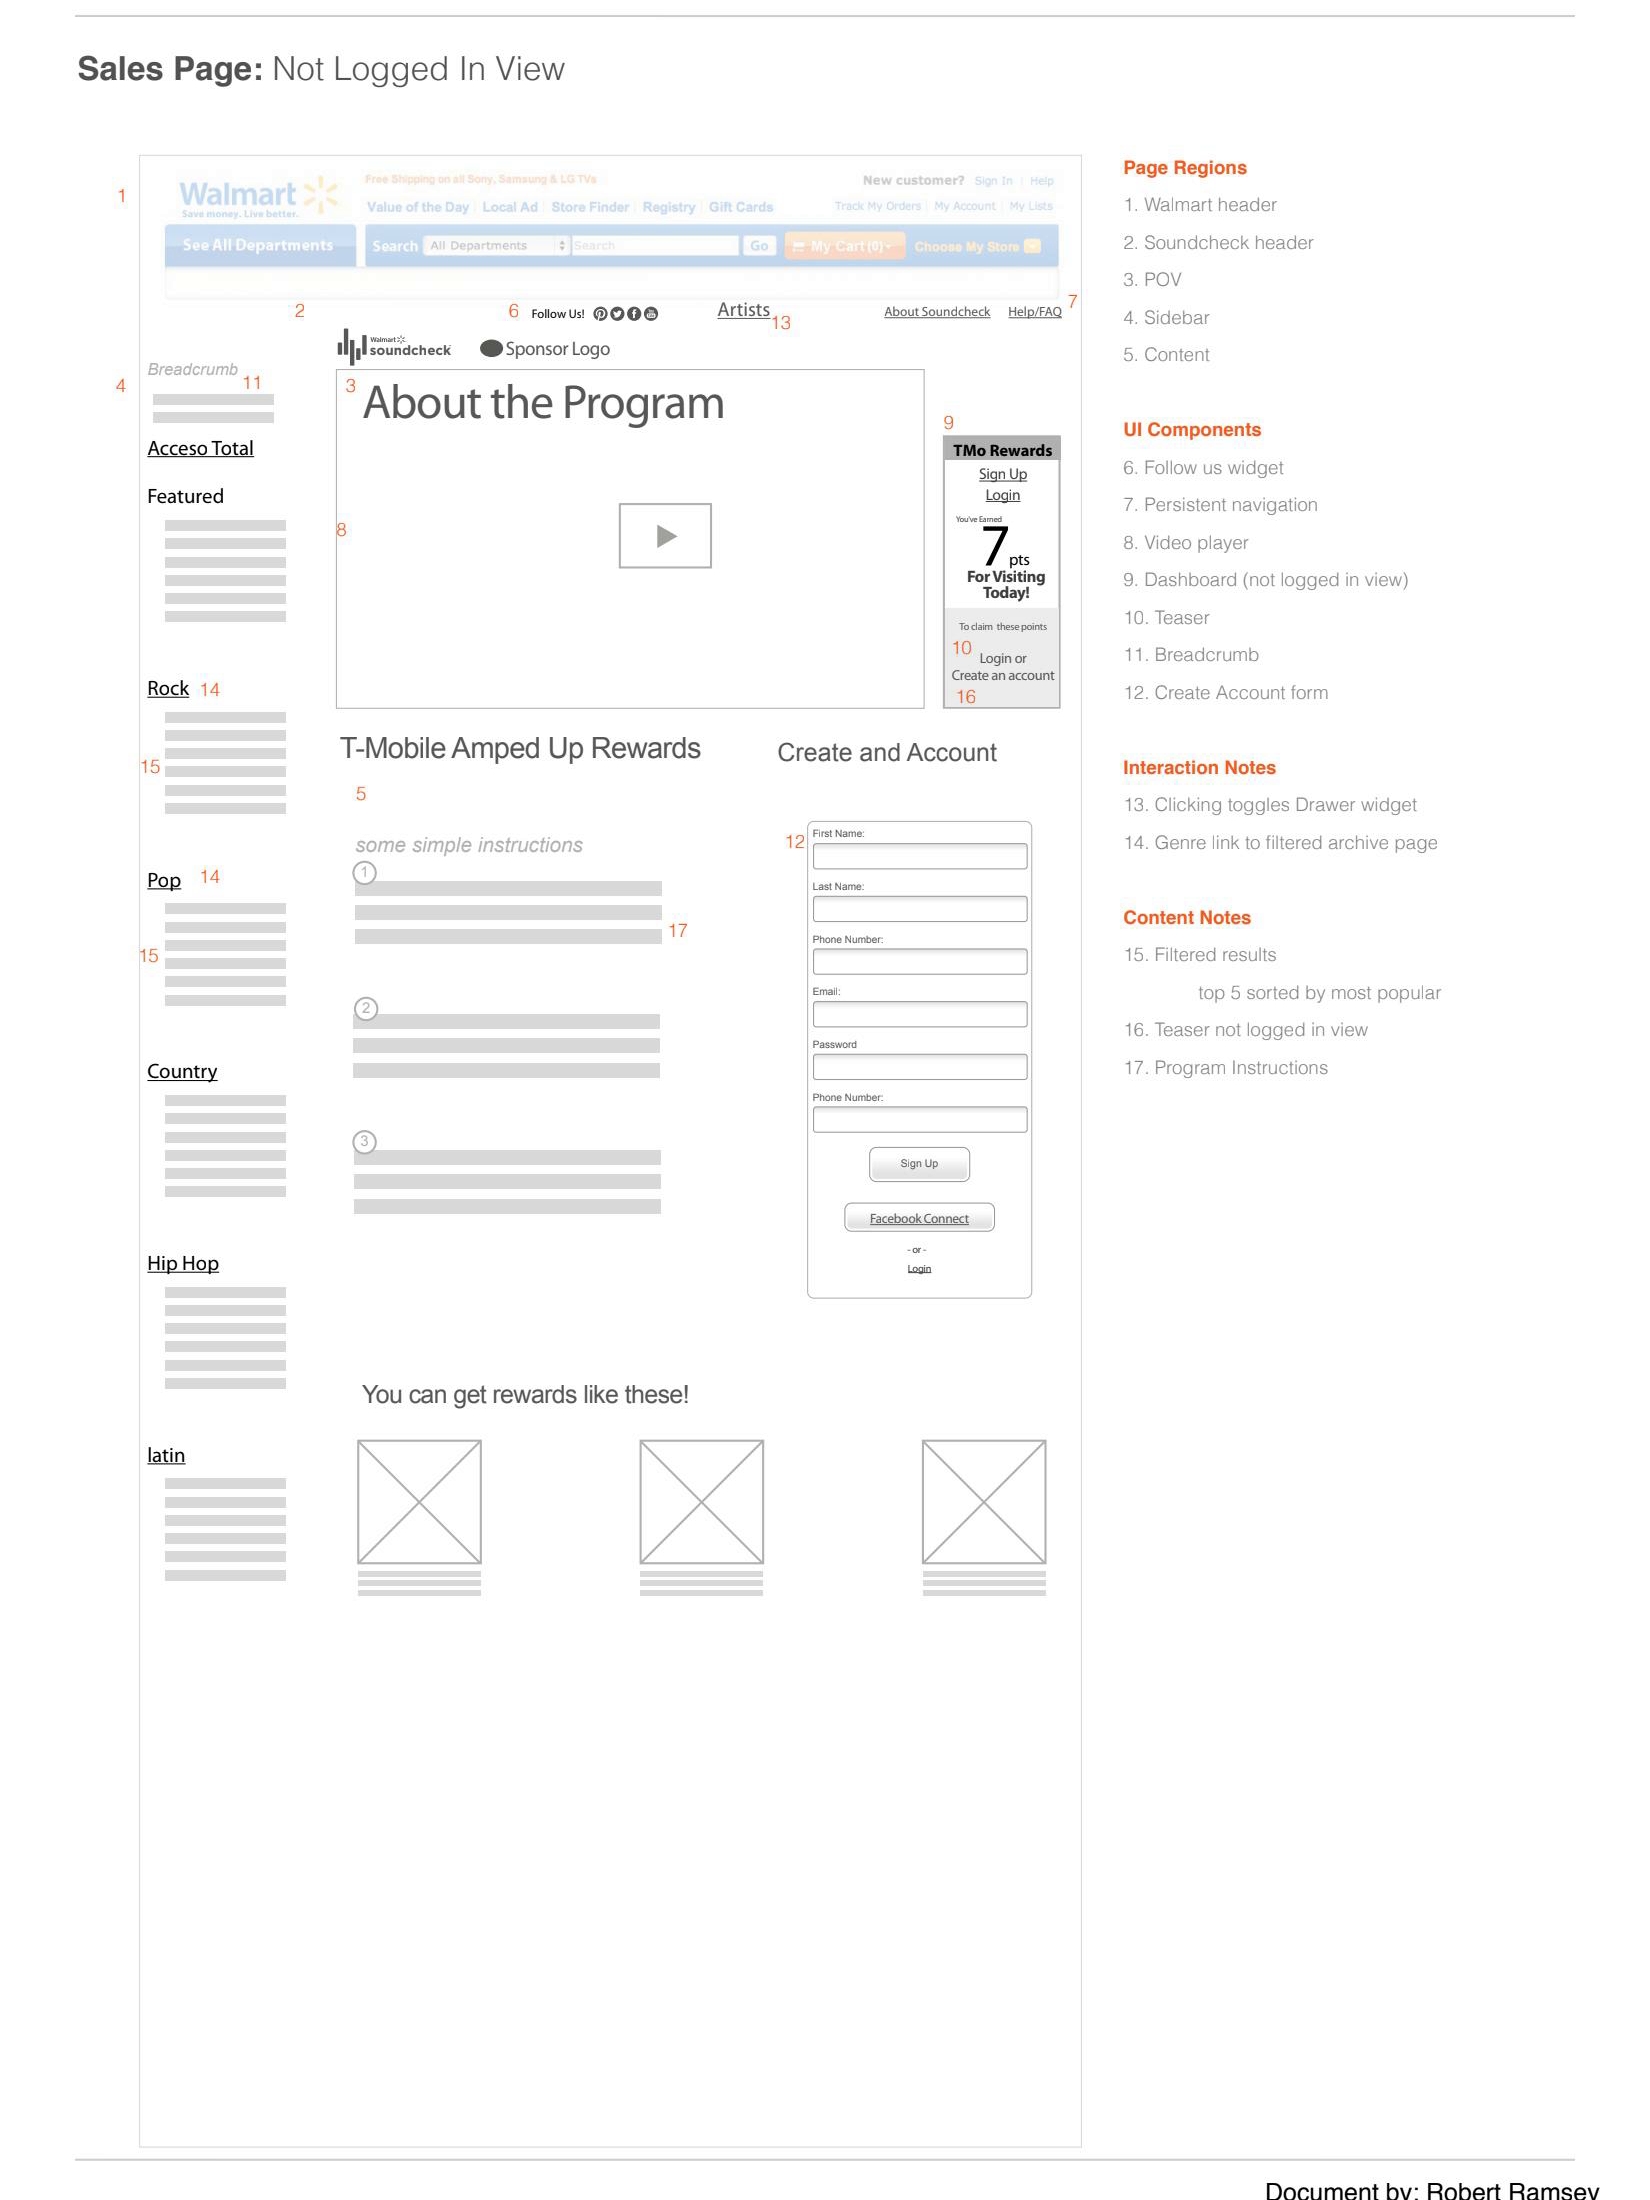 Sales Page: Not Logged In View
1
Walmart
Save money. Live better.
Free Shipping on all Sony, Samsung & LG TVs
New customer? Sign In | Help
Value of the Day | Local Ad | Store Finder | Registry | Gift Cards
Track My Orders | My Account | My Lists
See All Departments
Search All Departments Search Go My Cart (0) Choose My Store
2
6 Follow Us!
Artists 13
About Soundcheck Help/FAQ 7
Walmart
soundcheck
Sponsor Logo
4
Breadcrumb
11
Acceso Total
Featured
Rock 14
15
Pop 14
15
Country
Hip Hop
latin
3
About the Program
8
9
TMo Rewards
Sign Up
Login
You've Earned
7 pts
For Visiting
Today!
To claim these points
10
Login or
Create an account
16
T-Mobile Amped Up Rewards
5
some simple instructions
1
17
2
3
Create and Account
12
First Name:
Last Name:
Phone Number:
Email:
Password
Phone Number:
Sign Up
Facebook Connect
- or -
Login
You can get rewards like these!
Page Regions
1. Walmart header
2. Soundcheck header
3. POV
4. Sidebar
5. Content
UI Components
6. Follow us widget
7. Persistent navigation
8. Video player
9. Dashboard (not logged in view)
10. Teaser
11. Breadcrumb
12. Create Account form
Interaction Notes
13. Clicking toggles Drawer widget
14. Genre link to filtered archive page
Content Notes
15. Filtered results
top 5 sorted by most popular
16. Teaser not logged in view
17. Program Instructions
Document by: Robert Ramsey